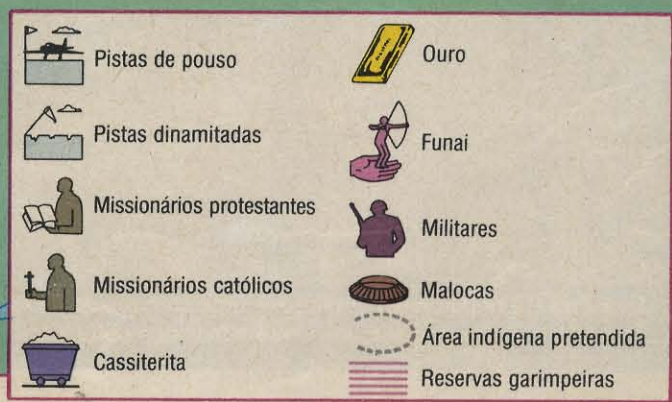 Pistas de pouso
Pistas dinamitadas
Missionários protestantes
Missionários católicos
Cassiterita
Ouro
Funai
Militares
Malocas
Área indígena pretendida
Reservas garimpeiras